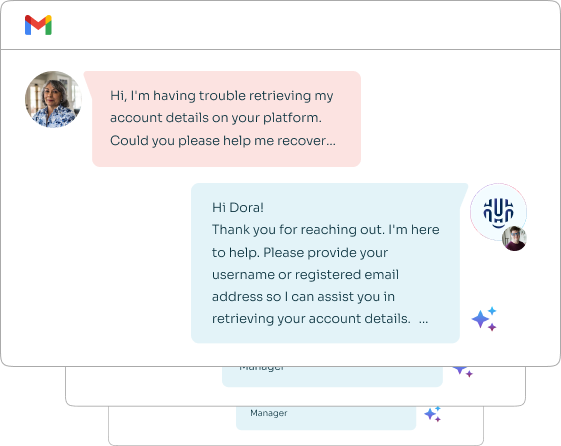 Hi, I'm having trouble retrieving my
account details on your platform.
Could you please help me recover...
Hi Dora!
Thank you for reaching out. I'm here
to help. Please provide your
username or registered email
address so I can assist you in
retrieving your account details. ...
Manager
Manager